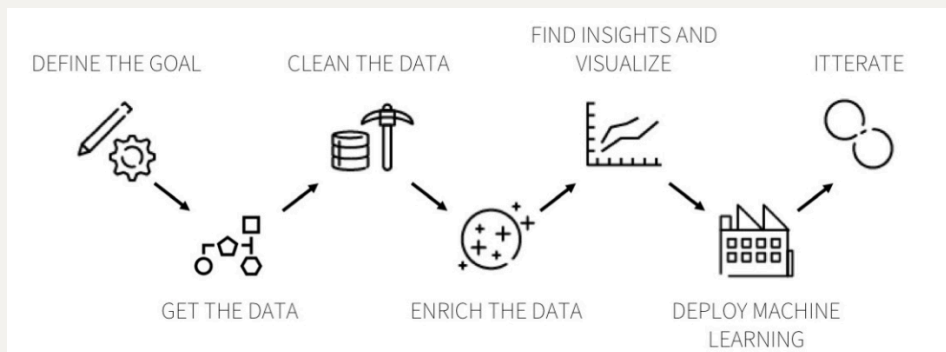 DEFINE THE GOAL
GET THE DATA
CLEAN THE DATA
ENRICH THE DATA
FIND INSIGHTS AND
VISUALIZE
DEPLOY MACHINE
LEARNING
ITTERATE